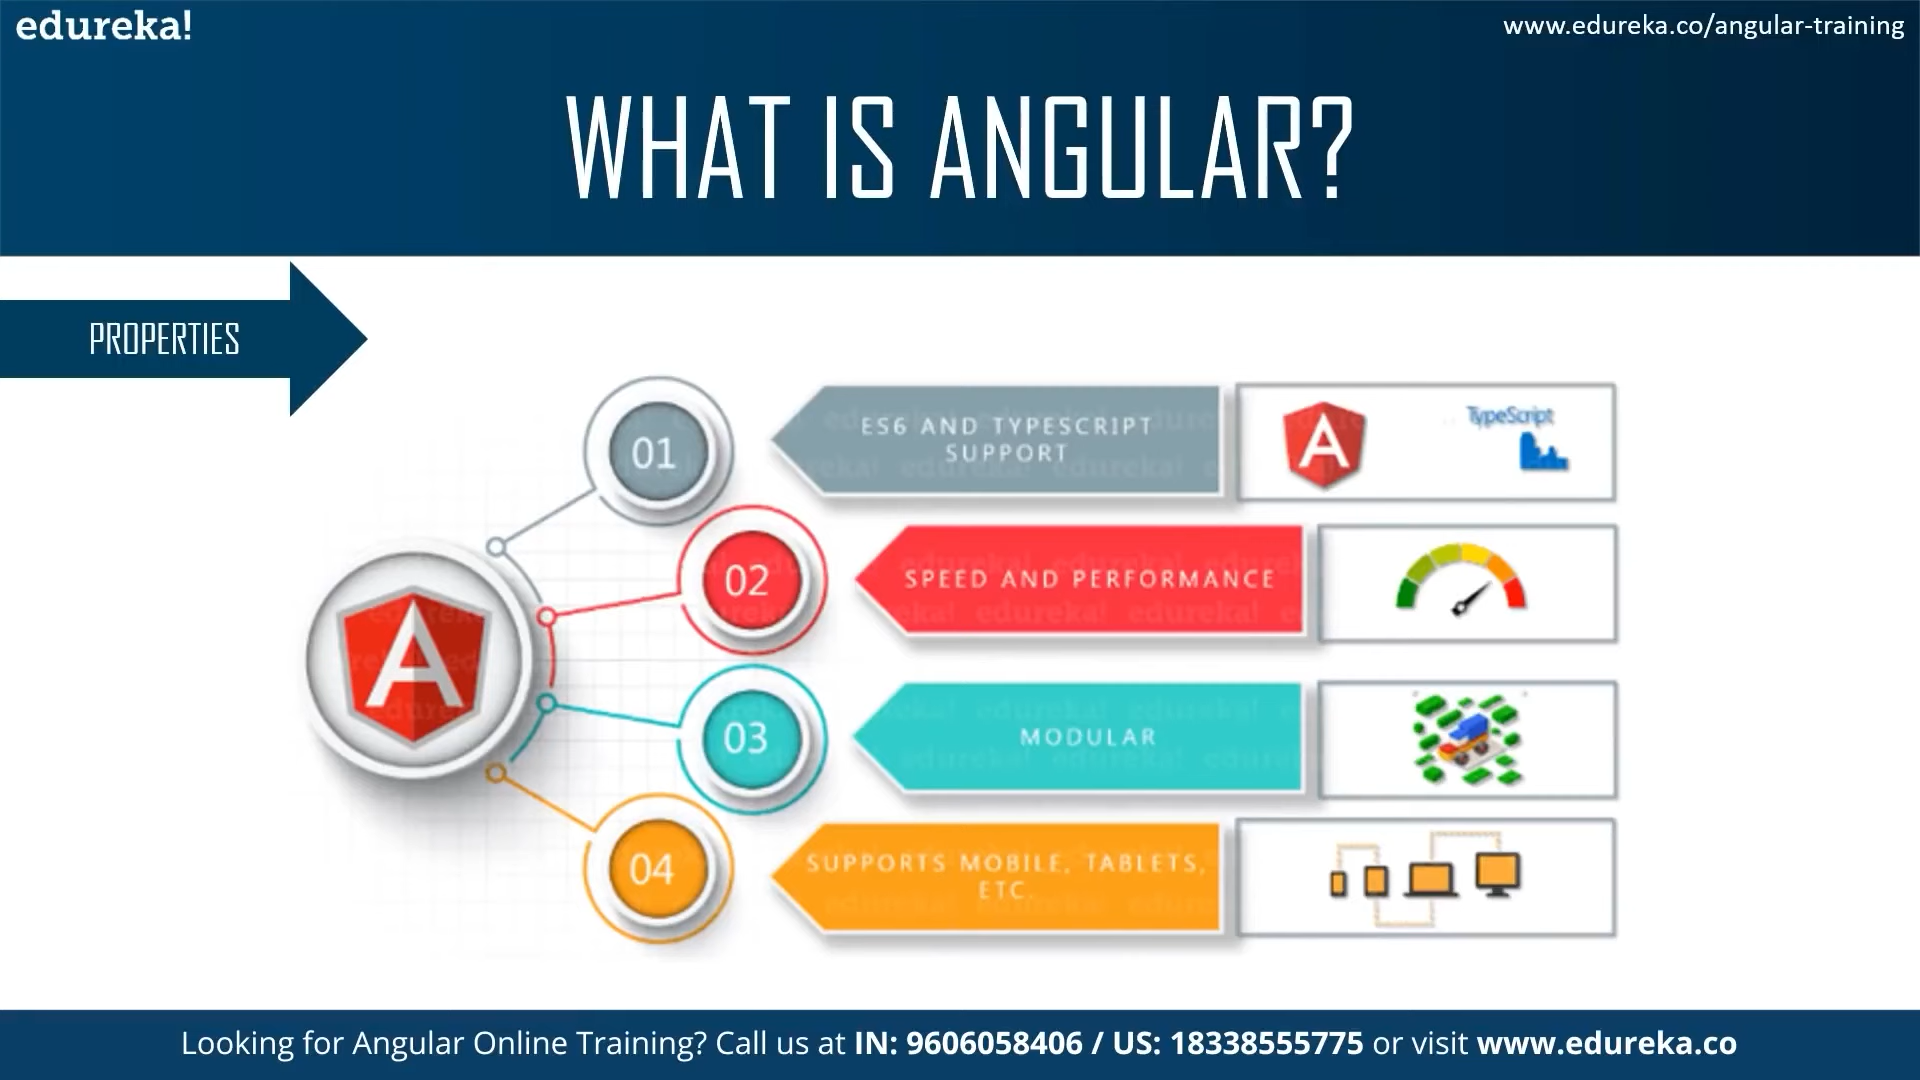 edureka!
www.edureka.co/angular-training
WHAT IS ANGULAR?
PROPERTIES
01
ES6 AND TYPESCRIPT
SUPPORT
TypeScript
02
SPEED AND PERFORMANCE
03
MODULAR
04
SUPPORTS MOBILE, TABLETS,
ETC.
A
A
Looking for Angular Online Training? Call us at IN: 9606058406 / US: 18338555775 or visit www.edureka.co